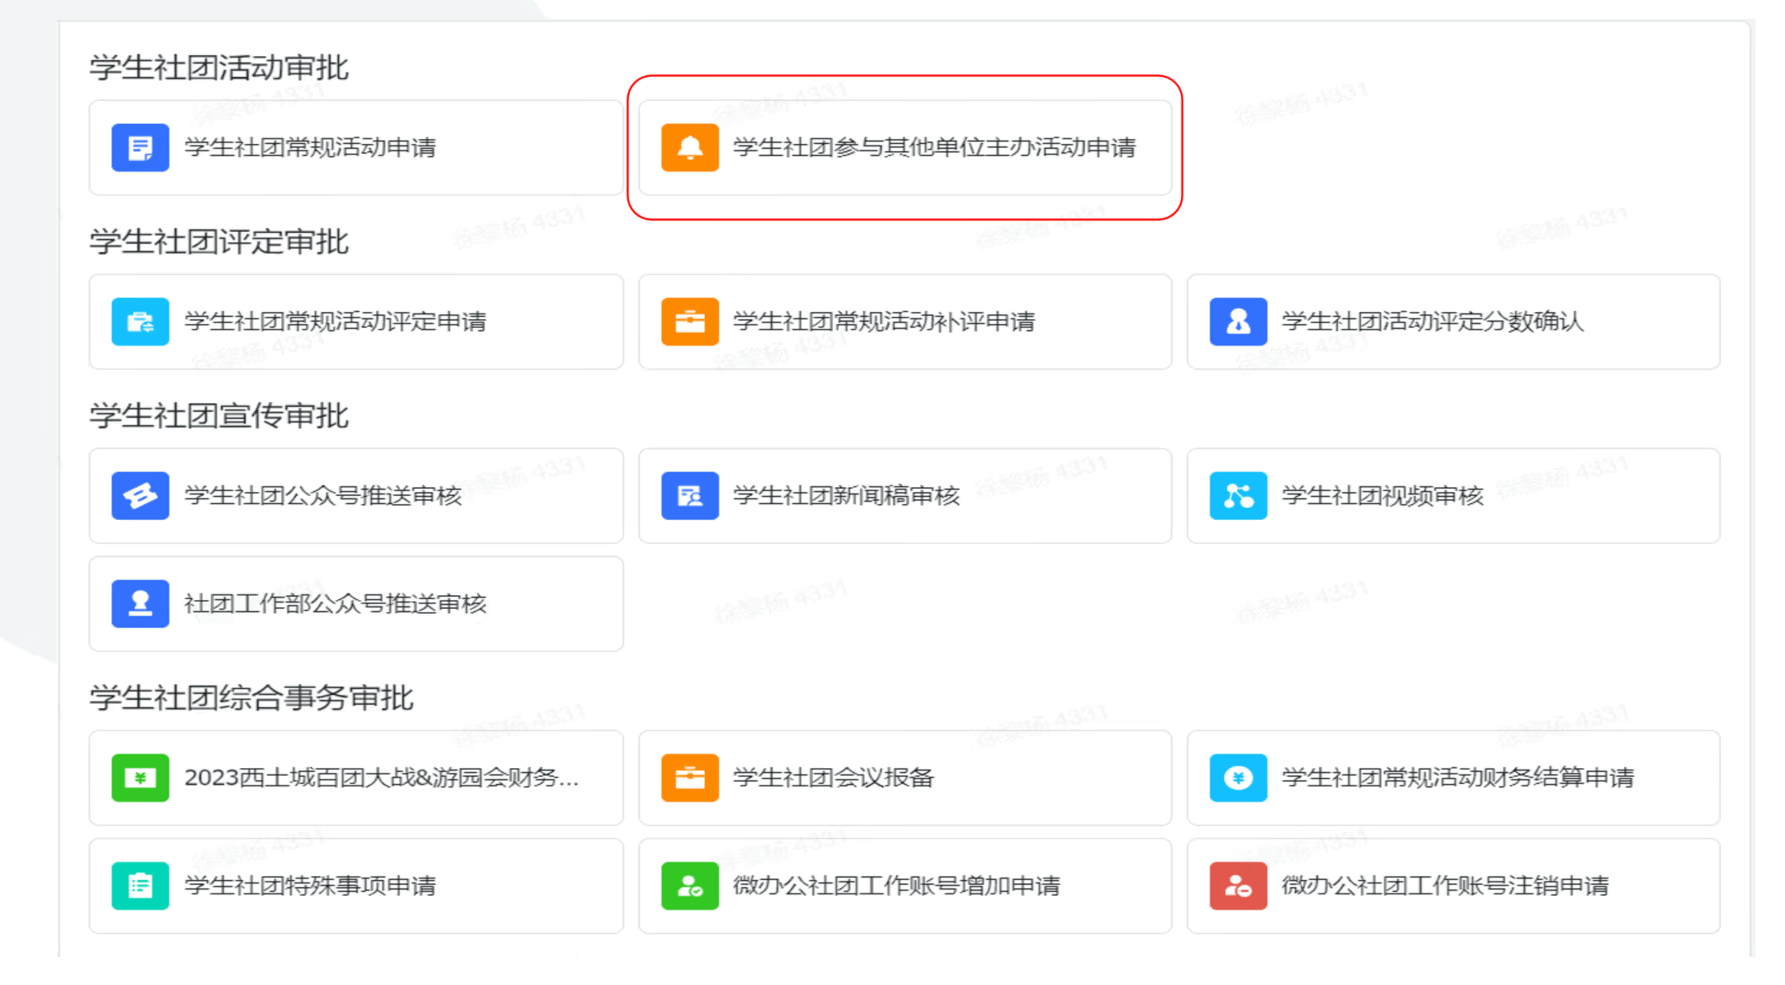 学生社团活动审批
学生社团常规活动申请
学生社团参与其他单位主办活动申请
学生社团评定审批
学生社团常规活动评定申请
学生社团常规活动补评申请
学生社团活动评定分数确认
学生社团宣传审批
学生社团公众号推送审核
学生社团新闻稿审核
学生社团视频审核
社团工作部公众号推送审核
学生社团综合事务审批
2023西土城百团大战&游园会财务...
学生社团会议报备
学生社团常规活动财务结算申请
学生社团特殊事项申请
微办公社团工作账号增加申请
微办公社团工作账号注销申请
徐黎杨 4331